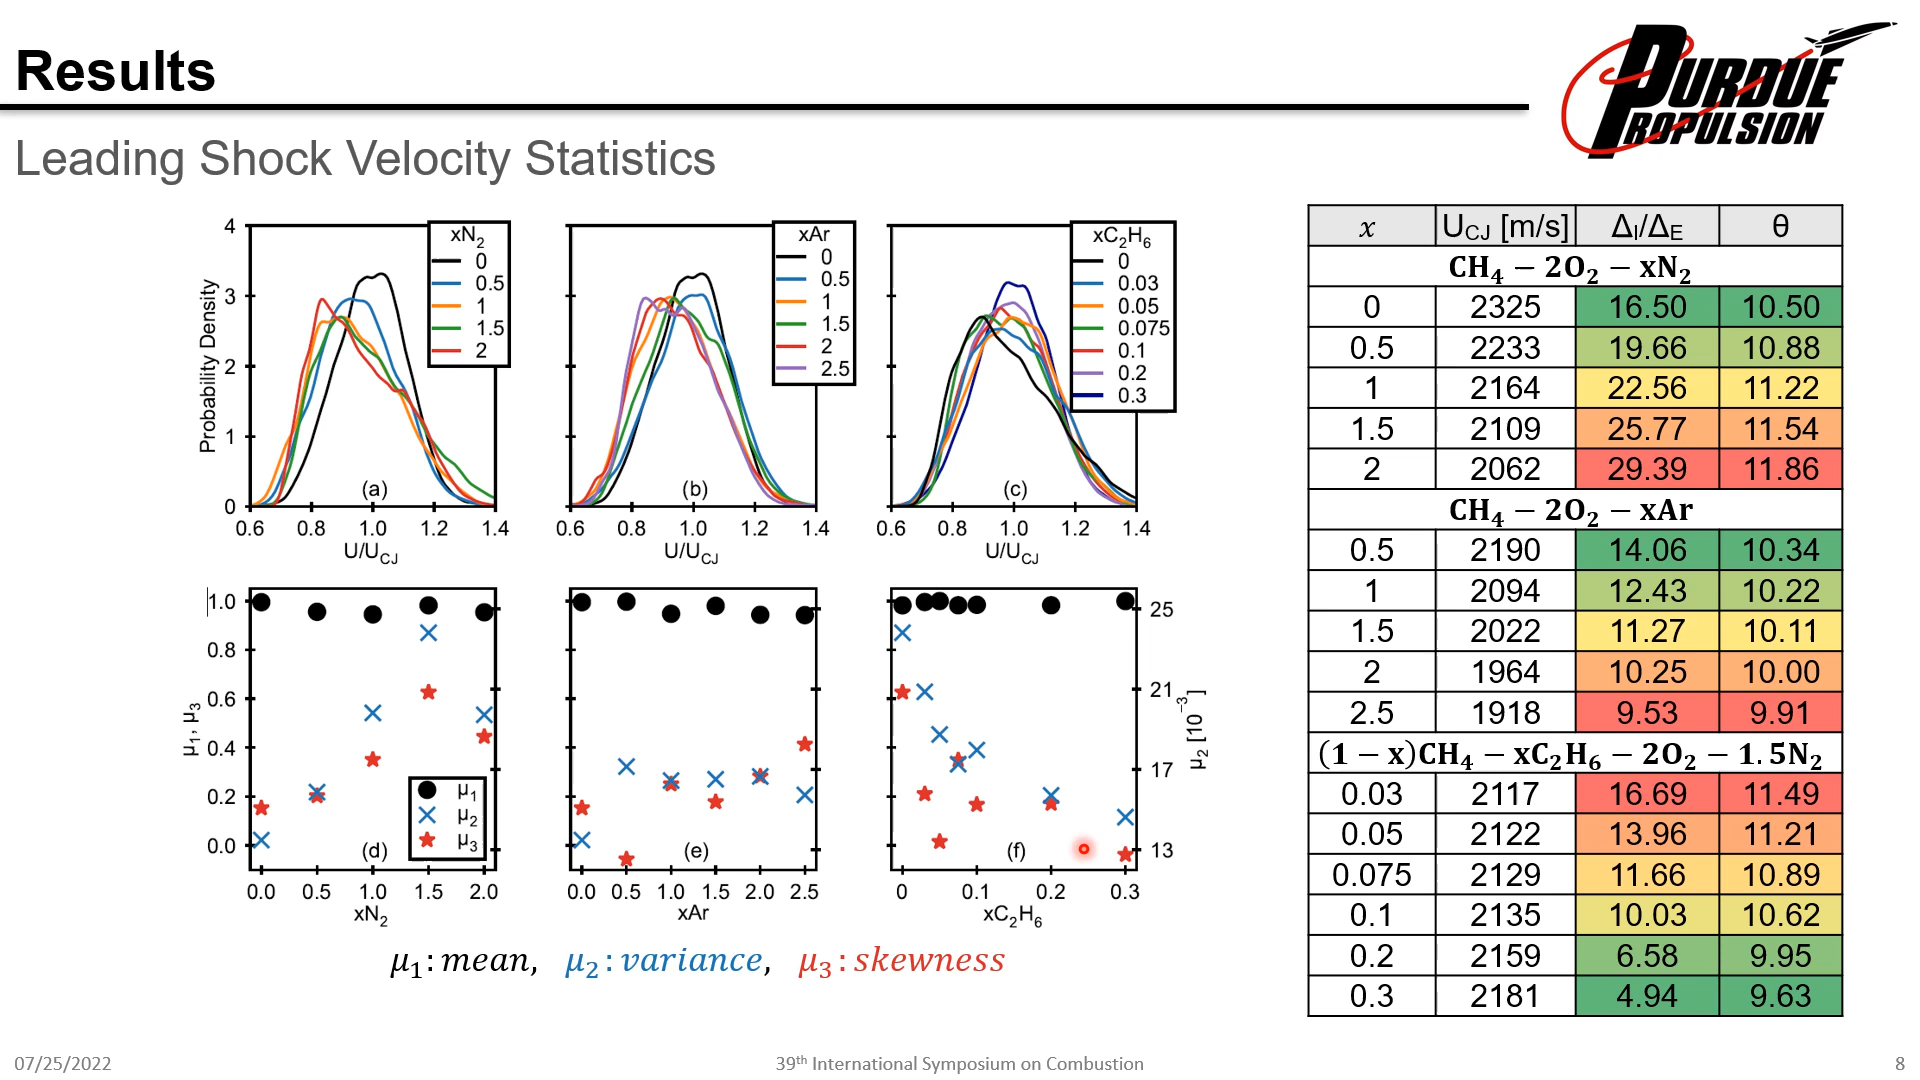 Results
PURDUE
PROPULSION
Leading Shock Velocity Statistics
Probability Density
4
3
2
1
0
xN2
0
0.5
1
1.5
2
(a)
0.6 0.8 1.0 1.2 1.4
U/UCJ
xAr
0
0.5
1
1.5
2
2.5
(b)
0.6 0.8 1.0 1.2 1.4
U/UCJ
xC2H6
0
0.03
0.05
0.075
0.1
0.2
0.3
(c)
0.6 0.8 1.0 1.2 1.4
U/UCJ
μ1, μ3
1.0
0.8
0.6
0.4
0.2
0.0
μ1
μ2
μ3
(d)
0.0 0.5 1.0 1.5 2.0
xN2
(e)
0.0 0.5 1.0 1.5 2.0 2.5
xAr
(f)
0 0.1 0.2 0.3
xC2H6
25
21
17
13
μ2 [10−3]
μ1: mean, μ2: variance, μ3: skewness
x UCJ [m/s] ΔI/ΔE θ
CH4 − 2O2 − xN2
0 2325 16.50 10.50
0.5 2233 19.66 10.88
1 2164 22.56 11.22
1.5 2109 25.77 11.54
2 2062 29.39 11.86
CH4 − 2O2 − xAr
0.5 2190 14.06 10.34
1 2094 12.43 10.22
1.5 2022 11.27 10.11
2 1964 10.25 10.00
2.5 1918 9.53 9.91
(1 − x)CH4 − xC2H6 − 2O2 − 1.5N2
0.03 2117 16.69 11.49
0.05 2122 13.96 11.21
0.075 2129 11.66 10.89
0.1 2135 10.03 10.62
0.2 2159 6.58 9.95
0.3 2181 4.94 9.63
07/25/2022
39th International Symposium on Combustion
8